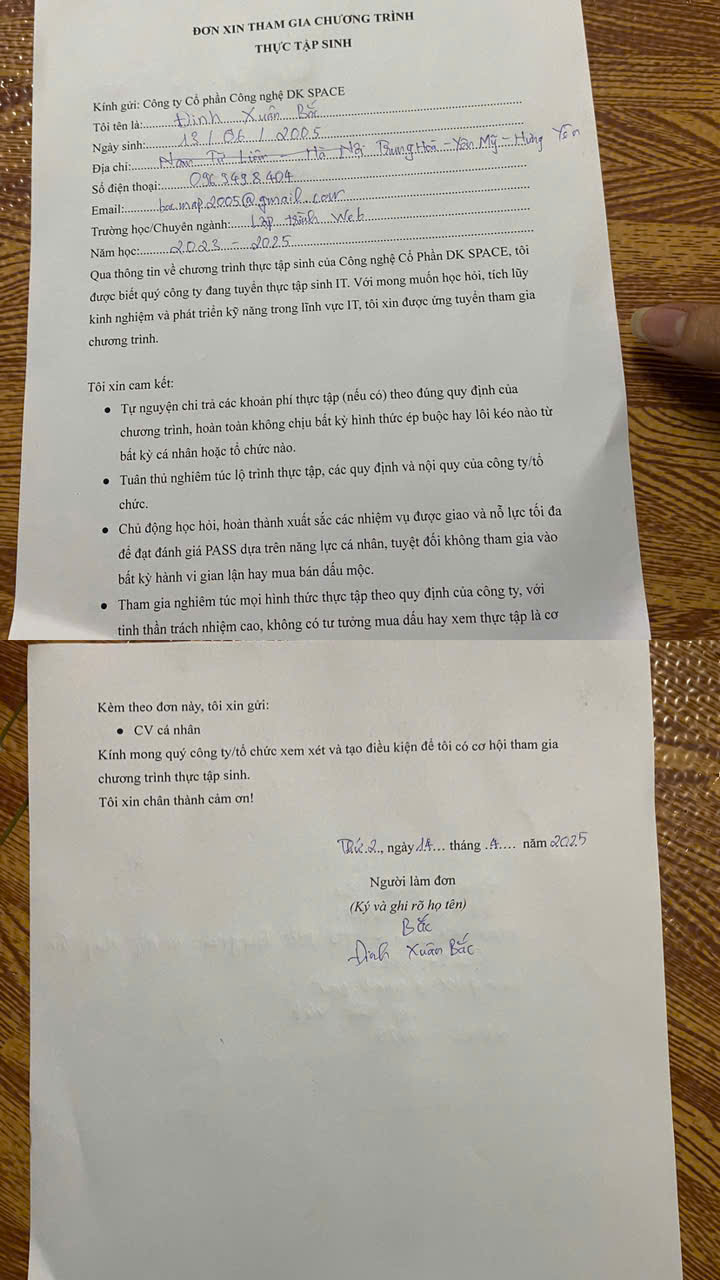 ĐƠN XIN THAM GIA CHƯƠNG TRÌNH
THỰC TẬP SINH
Kính gửi: Công ty Cổ phần Công nghệ DK SPACE
Tôi tên là: Đinh Xuân Bắc
Ngày sinh: 13 / 06 / 2005
Địa chỉ: Nam Từ Liêm - Hà Nội Trung Hoà - Yên Mỹ - Hưng Yên
Số điện thoại: 0963498404
Email: bac.map.2005@gmail.com
Trường học/Chuyên ngành: Lập trình Web
Năm học: 2023 - 2025
Qua thông tin về chương trình thực tập sinh của Công nghệ Cổ Phần DK SPACE, tôi
được biết quý công ty đang tuyển thực tập sinh IT. Với mong muốn học hỏi, tích lũy
kinh nghiệm và phát triển kỹ năng trong lĩnh vực IT, tôi xin được ứng tuyển tham gia
chương trình.
Tôi xin cam kết:
• Tự nguyện chi trả các khoản phí thực tập (nếu có) theo đúng quy định của
chương trình, hoàn toàn không chịu bất kỳ hình thức ép buộc hay lôi kéo nào từ
bất kỳ cá nhân hoặc tổ chức nào.
• Tuân thủ nghiêm túc lộ trình thực tập, các quy định và nội quy của công ty/tổ
chức.
• Chủ động học hỏi, hoàn thành xuất sắc các nhiệm vụ được giao và nỗ lực tối đa
để đạt đánh giá PASS dựa trên năng lực cá nhân, tuyệt đối không tham gia vào
bất kỳ hành vi gian lận hay mua bán dấu mộc.
• Tham gia nghiêm túc mọi hình thức thực tập theo quy định của công ty, với
tinh thần trách nhiệm cao, không có tư tưởng mua dấu hay xem thực tập là cơ
Kèm theo đơn này, tôi xin gửi:
• CV cá nhân
Kính mong quý công ty/tổ chức xem xét và tạo điều kiện để tôi có cơ hội tham gia
chương trình thực tập sinh.
Tôi xin chân thành cảm ơn!
Thứ 2, ngày 14 tháng 4 năm 2025
Người làm đơn
(Ký và ghi rõ họ tên)
Bắc
Đinh Xuân Bắc